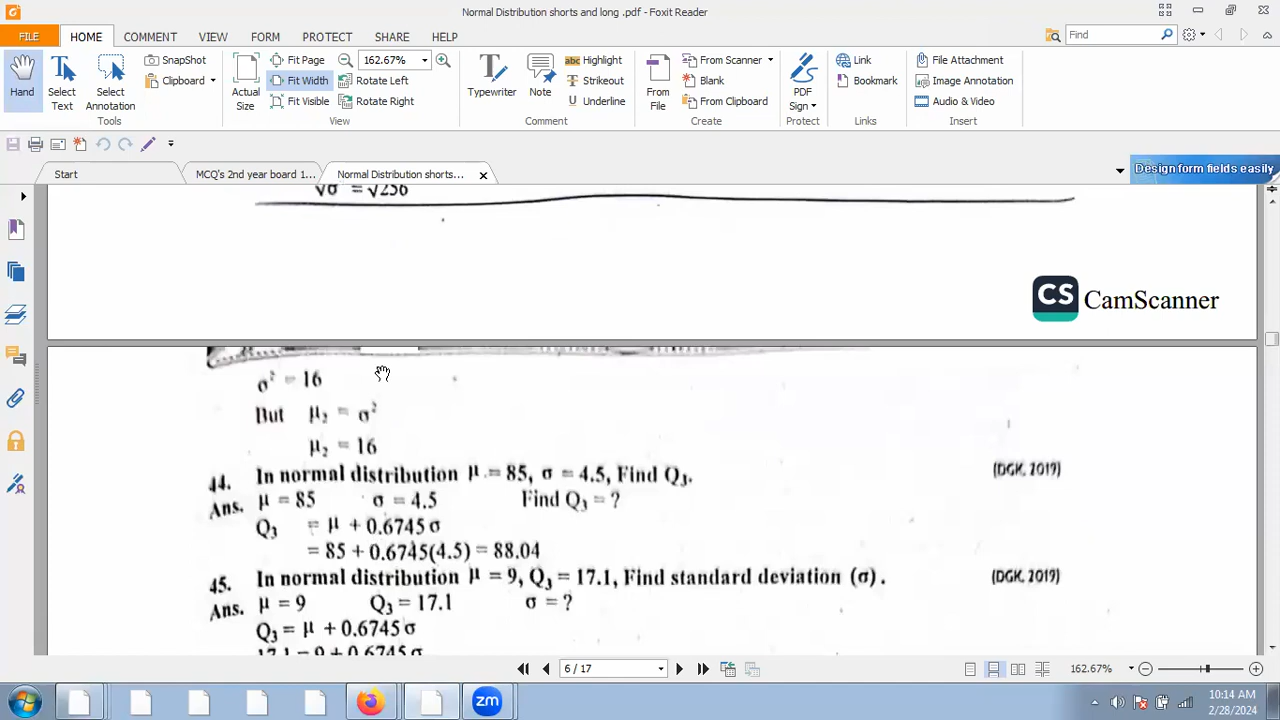 Normal Distribution shorts and long .pdf - Foxit Reader
FILE HOME COMMENT VIEW FORM PROTECT SHARE HELP Find
Hand Select Text Select Annotation SnapShot Clipboard Actual Size Fit Page Fit Width Fit Visible 162.67% Rotate Left Rotate Right Typewriter Note Highlight Strikeout Underline From File From Scanner Blank From Clipboard PDF Sign Link Bookmark File Attachment Image Annotation Audio & Video
Tools View Comment Create Protect Links Insert
Start MCQ's 2nd year board 1... Normal Distribution shorts... Design form fields easily
√σ = √256
CS CamScanner
σ² = 16
But μ₂ = σ²
μ₂ = 16
44. In normal distribution μ = 85, σ = 4.5, Find Q₃. (DGK, 2019)
Ans. μ = 85 σ = 4.5 Find Q₃ = ?
Q₃ = μ + 0.6745 σ
= 85 + 0.6745(4.5) = 88.04
45. In normal distribution μ = 9, Q₃ = 17.1, Find standard deviation (σ). (DGK, 2019)
Ans. μ = 9 Q₃ = 17.1 σ = ?
Q₃ = μ + 0.6745 σ
17.1 = 9 + 0.6745 σ
6 / 17 162.67%
zm 10:14 AM
2/28/2024